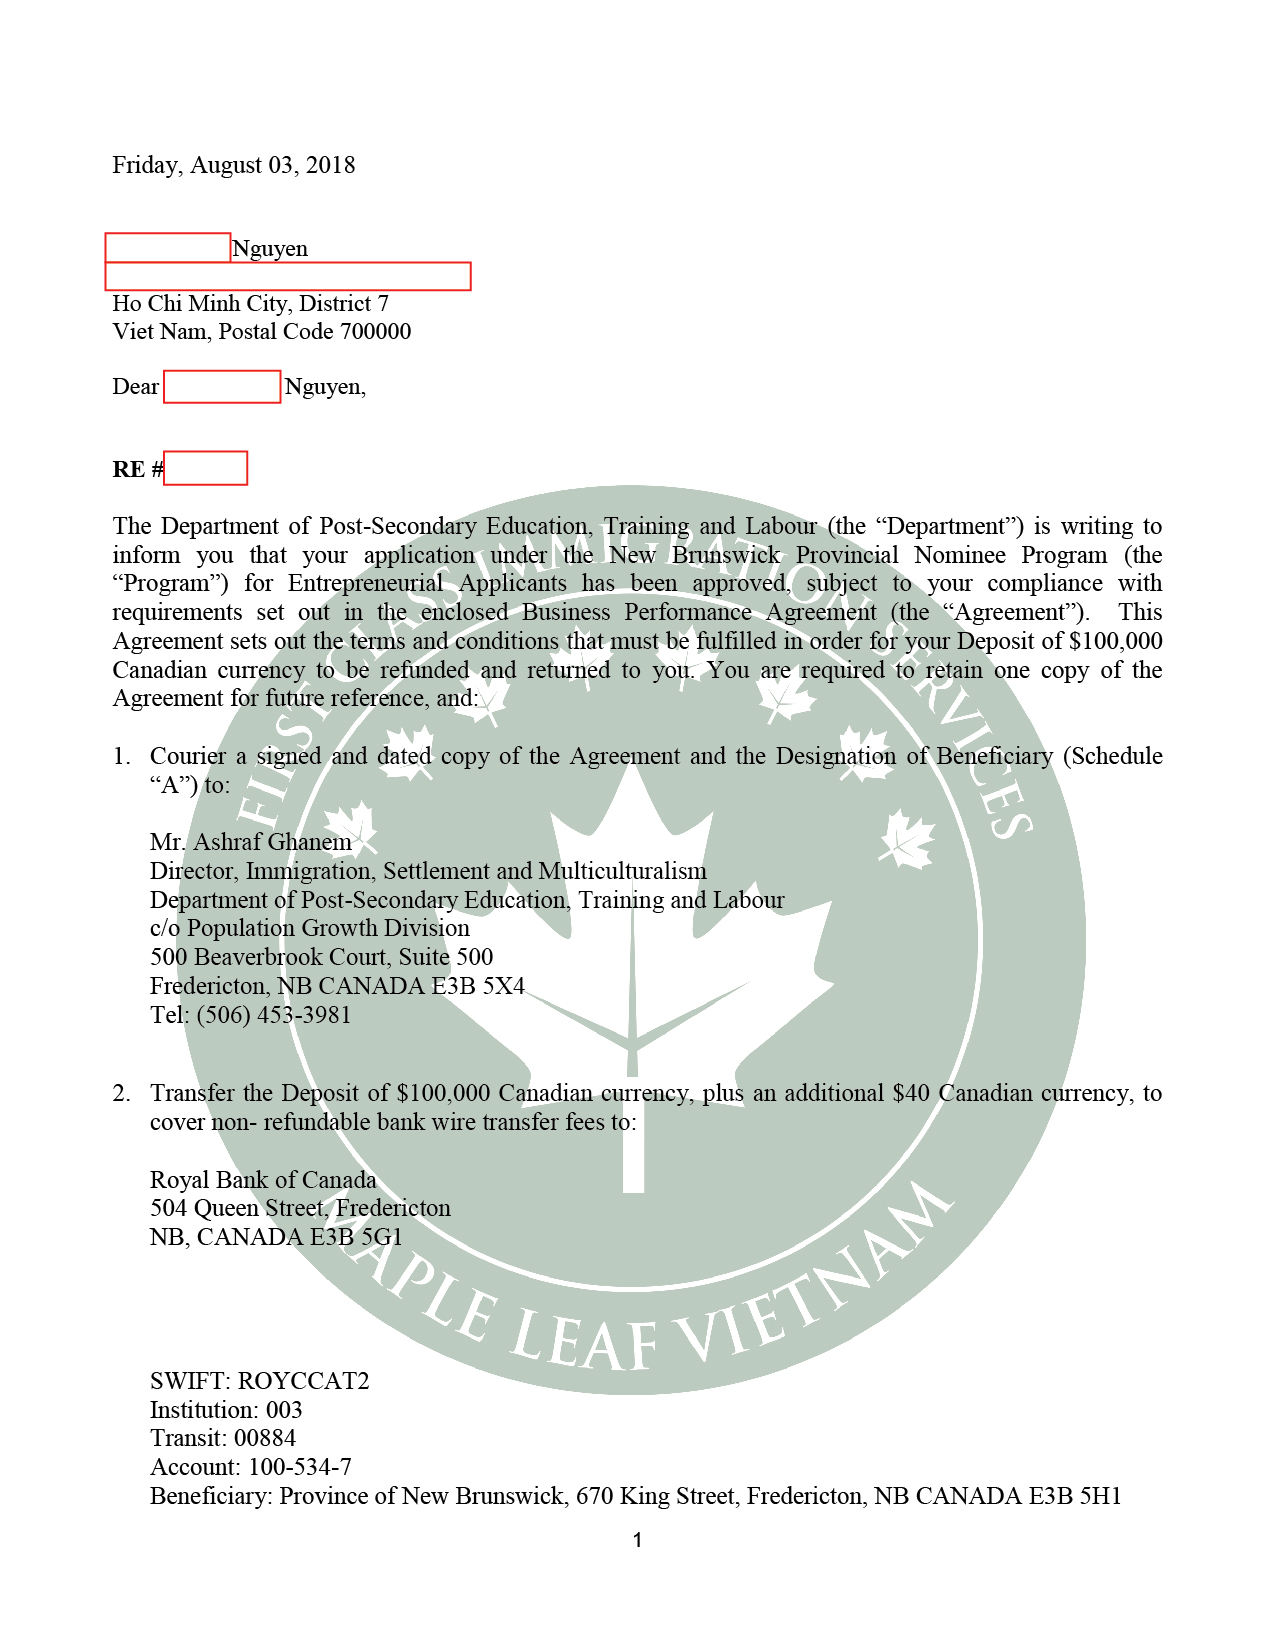 Friday, August 03, 2018
Nguyen
Ho Chi Minh City, District 7
Viet Nam, Postal Code 700000
Dear Nguyen,
RE #
The Department of Post-Secondary Education, Training and Labour (the “Department”) is writing to
inform you that your application under the New Brunswick Provincial Nominee Program (the
“Program”) for Entrepreneurial Applicants has been approved, subject to your compliance with
requirements set out in the enclosed Business Performance Agreement (the “Agreement”). This
Agreement sets out the terms and conditions that must be fulfilled in order for your Deposit of $100,000
Canadian currency to be refunded and returned to you. You are required to retain one copy of the
Agreement for future reference, and:
1. Courier a signed and dated copy of the Agreement and the Designation of Beneficiary (Schedule
“A”) to:
Mr. Ashraf Ghanem
Director, Immigration, Settlement and Multiculturalism
Department of Post-Secondary Education, Training and Labour
c/o Population Growth Division
500 Beaverbrook Court, Suite 500
Fredericton, NB CANADA E3B 5X4
Tel: (506) 453-3981
2. Transfer the Deposit of $100,000 Canadian currency, plus an additional $40 Canadian currency, to
cover non- refundable bank wire transfer fees to:
Royal Bank of Canada
504 Queen Street, Fredericton
NB, CANADA E3B 5G1
SWIFT: ROYCCAT2
Institution: 003
Transit: 00884
Account: 100-534-7
Beneficiary: Province of New Brunswick, 670 King Street, Fredericton, NB CANADA E3B 5H1
1
FIRST CLASS IMMIGRATION SERVICES
MAPLE LEAF VIETNAM